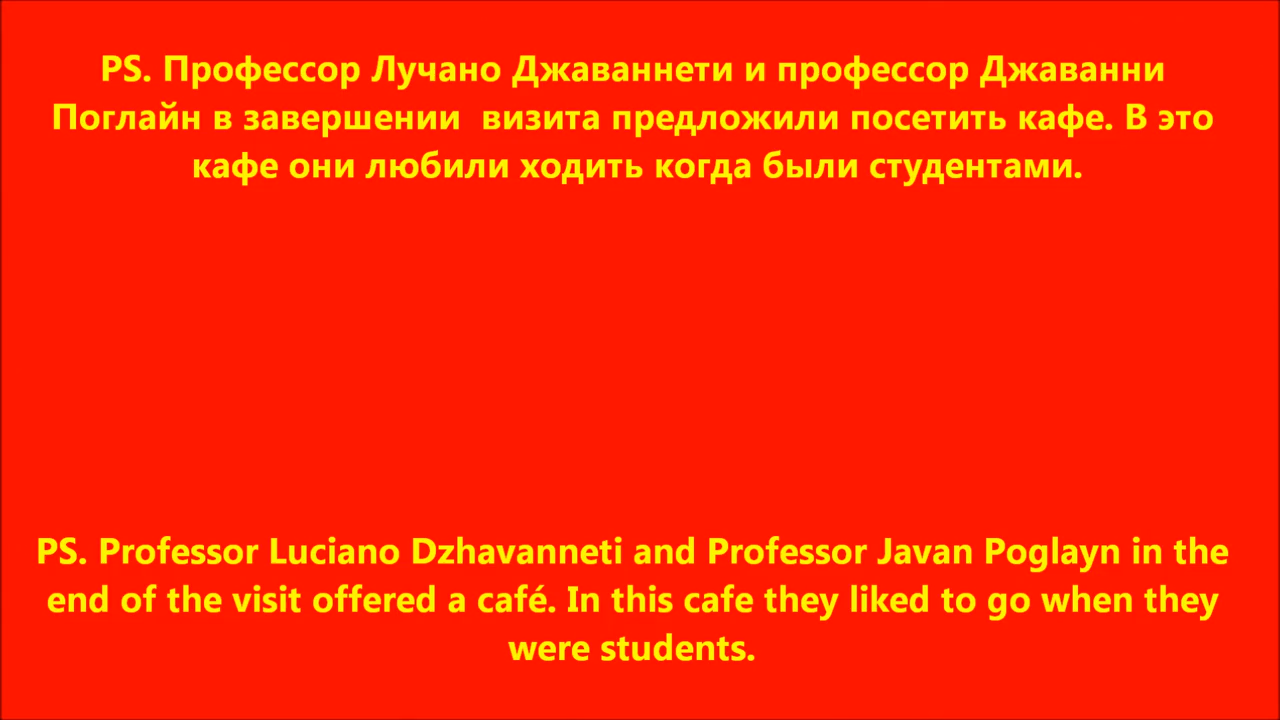 PS. Профессор Лучано Джаваннети и профессор Джаванни
Поглайн в завершении  визита предложили посетить кафе. В это
кафе они любили ходить когда были студентами.
PS. Professor Luciano Dzhavanneti and Professor Javan Poglayn in the
end of the visit offered a café. In this cafe they liked to go when they
were students.